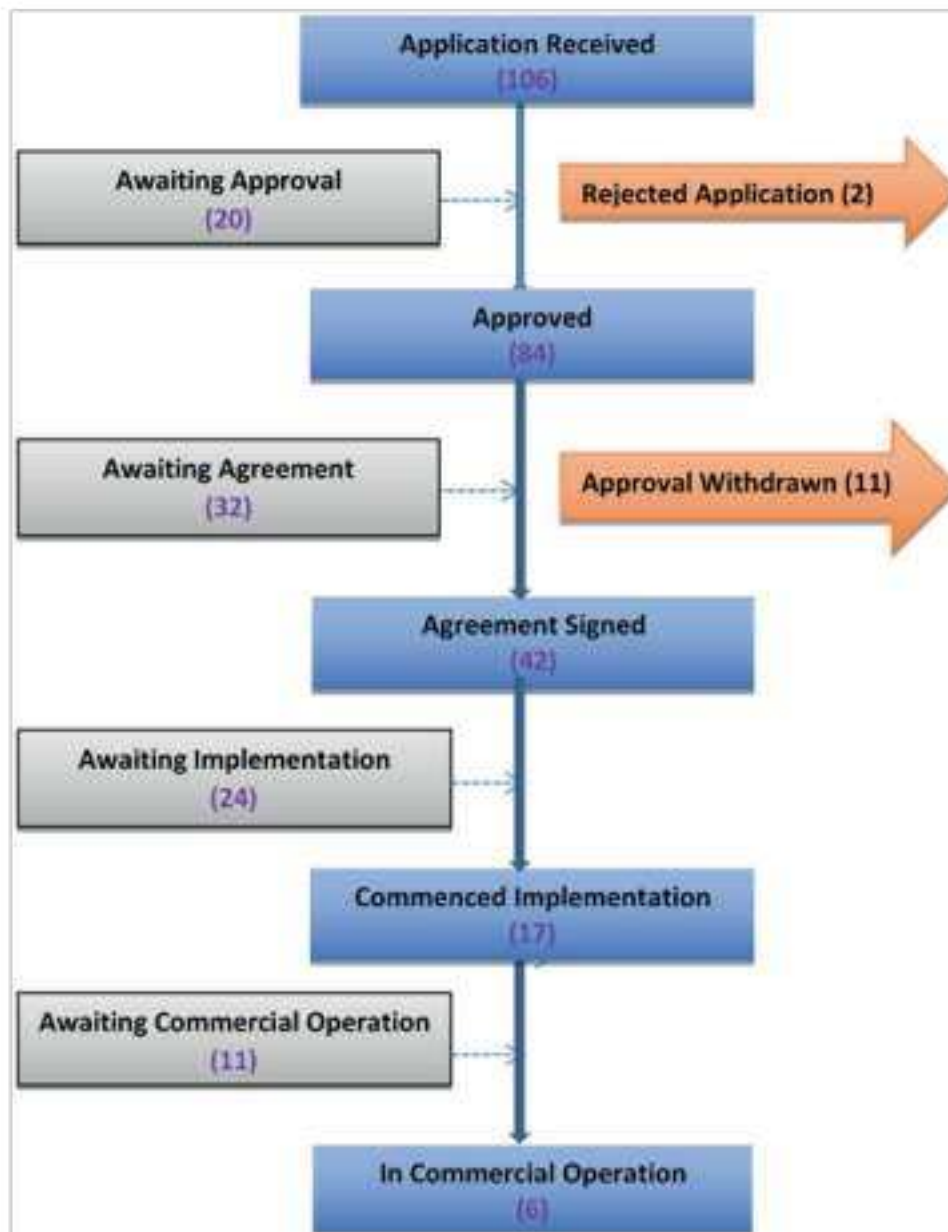 Application Received
(106)
Awaiting Approval
(20)
Rejected Application (2)
Approved
(84)
Awaiting Agreement
(32)
Approval Withdrawn (11)
Agreement Signed
(42)
Awaiting Implementation
(24)
Commenced Implementation
(17)
Awaiting Commercial Operation
(11)
In Commercial Operation
(6)